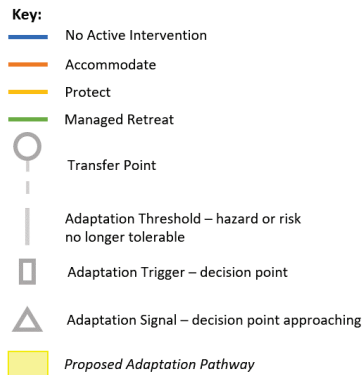 Key:
No Active Intervention
Accommodate
Protect
Managed Retreat
Transfer Point
Adaptation Threshold – hazard or risk
no longer tolerable
Adaptation Trigger – decision point
Adaptation Signal – decision point approaching
Proposed Adaptation Pathway